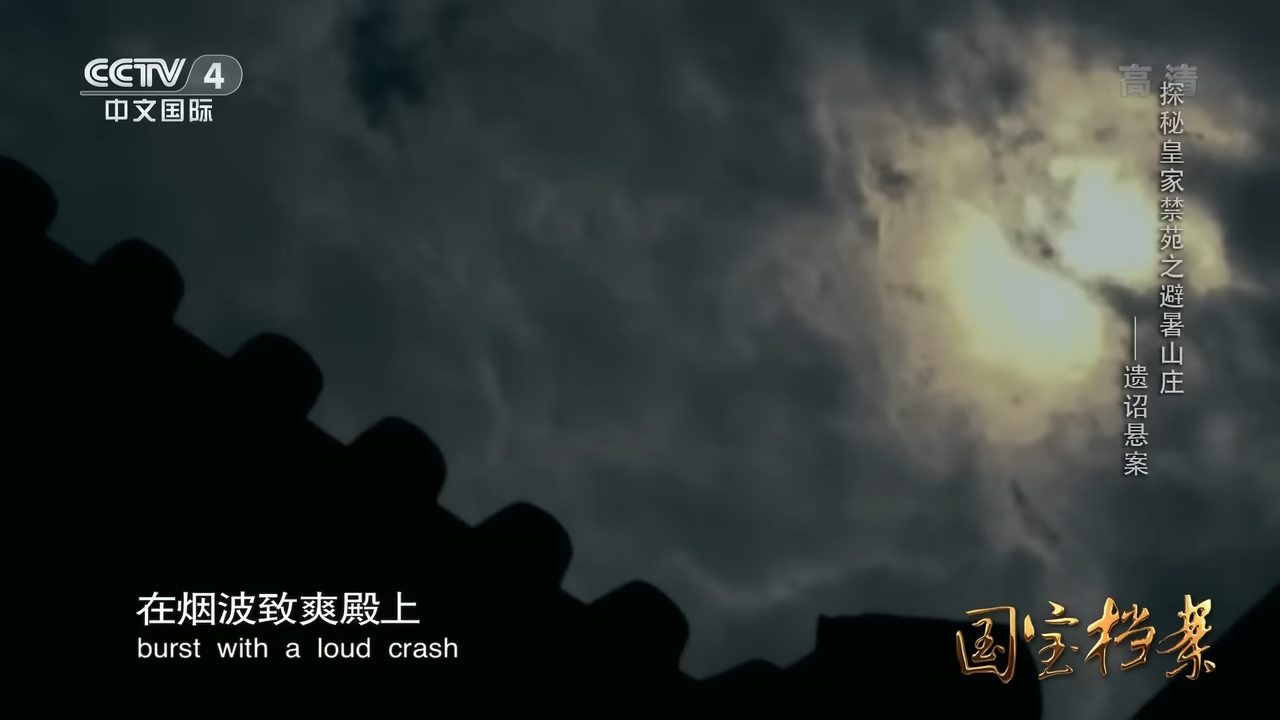 CCTV 4
中文国际
高清
探秘皇家禁苑之避暑山庄
——遗诏悬案
在烟波致爽殿上
burst with a loud crash
国宝档案